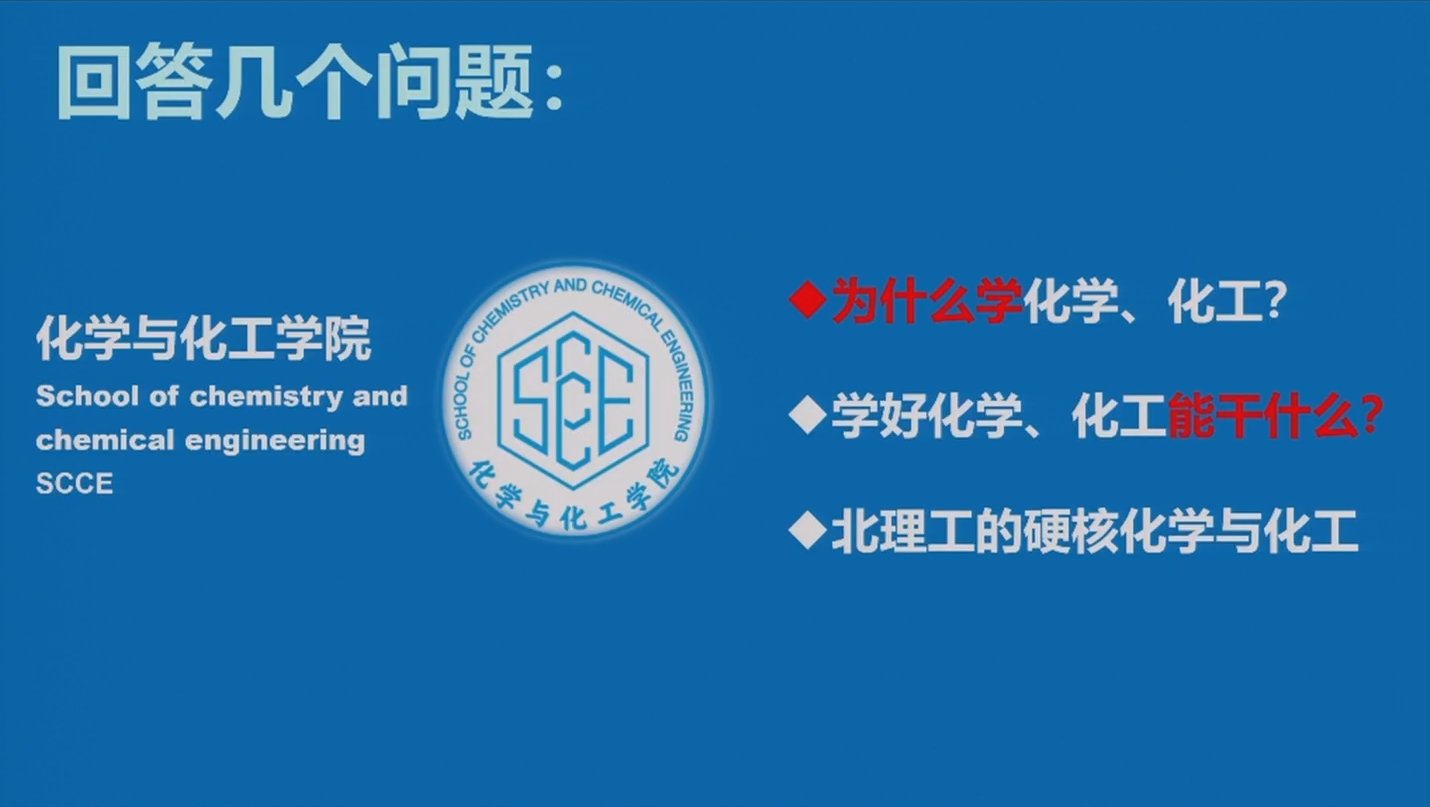 回答几个问题：
化学与化工学院
School of chemistry and
chemical engineering
SCCE
SCHOOL OF CHEMISTRY AND CHEMICAL ENGINEERING
SCCE
化学与化工学院
◆为什么学化学、化工？
◆学好化学、化工能干什么？
◆北理工的硬核化学与化工